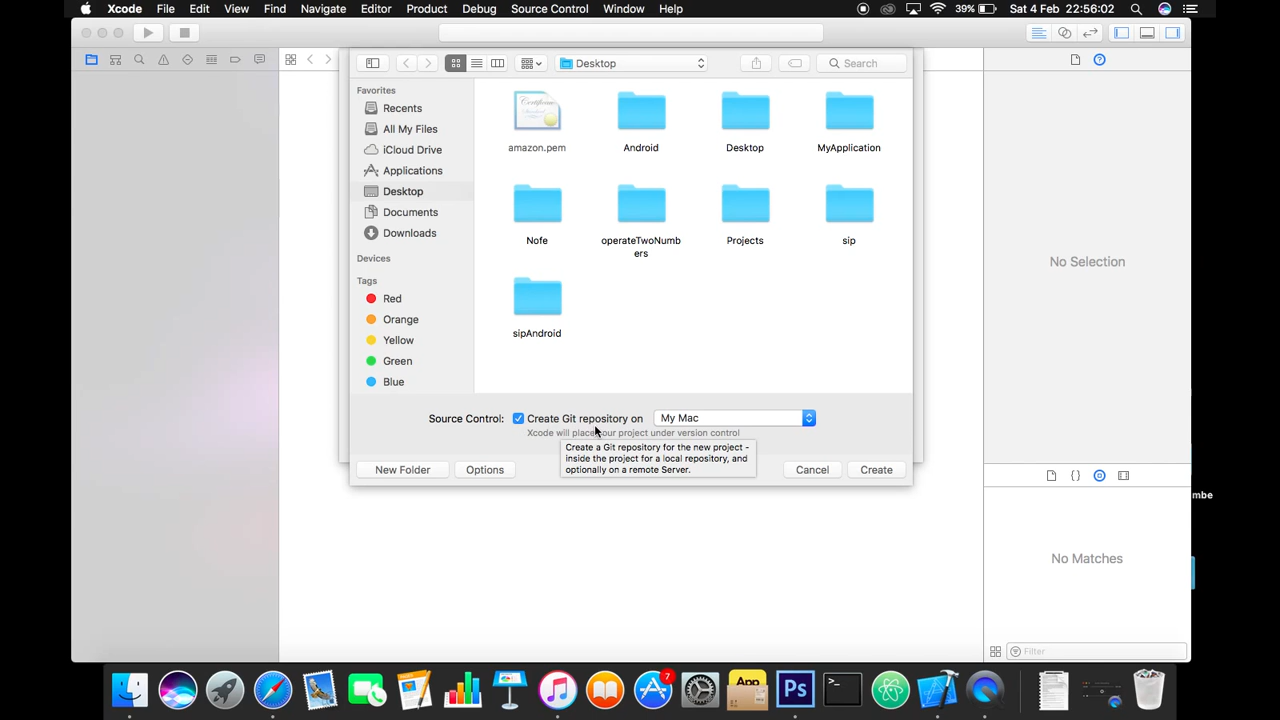 Xcode File Edit View Find Navigate Editor Product Debug Source Control Window Help 39% Sat 4 Feb 22:56:02
Desktop
Search
Favorites
Recents
All My Files
iCloud Drive
Applications
Desktop
Documents
Downloads
Devices
Tags
Red
Orange
Yellow
Green
Blue
Certificate
amazon.pem
Android
Desktop
MyApplication
Nofe
operateTwoNumb
ers
Projects
sip
sipAndroid
Source Control: Create Git repository on My Mac
Xcode will place your project under version control
Create a Git repository for the new project -
inside the project for a local repository, and
optionally on a remote Server.
New Folder Options Cancel Create
No Selection
{ }
mbe
No Matches
Filter
7
App
Ps
>_